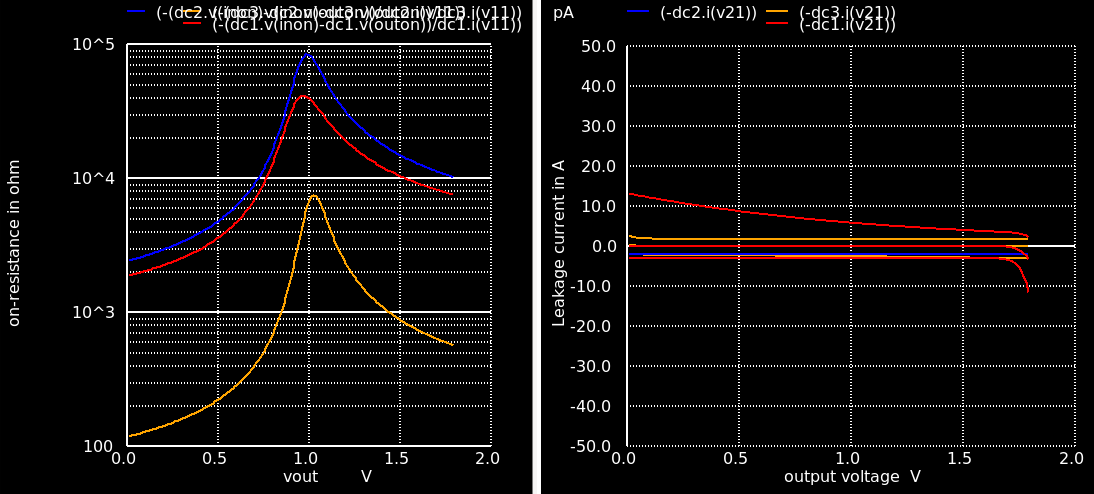 (-(dc1.v(inon)-dc1.v(outon))/dc1.i(v11))
10^5
10^4
10^3
100
0.0 0.5 1.0 1.5 2.0
vout V
on-resistance in ohm
pA (-dc2.i(v21)) (-dc3.i(v21))
(-dc1.i(v21))
50.0
40.0
30.0
20.0
10.0
0.0
-10.0
-20.0
-30.0
-40.0
-50.0
0.0 0.5 1.0 1.5 2.0
output voltage V
Leakage current in A